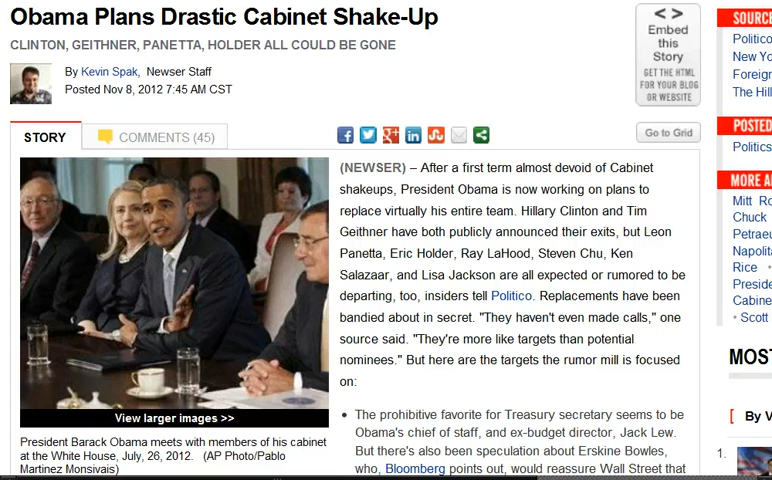 Obama Plans Drastic Cabinet Shake-Up
CLINTON, GEITHNER, PANETTA, HOLDER ALL COULD BE GONE
By Kevin Spak, Newser Staff
Posted Nov 8, 2012 7:45 AM CST
< >
Embed
this
Story
GET THE HTML
FOR YOUR BLOG
OR WEBSITE
STORY
COMMENTS (45)
Go to Grid
View larger images >>
President Barack Obama meets with members of his cabinet
at the White House, July, 26, 2012. (AP Photo/Pablo
Martinez Monsivais)
(NEWSER) – After a first term almost devoid of Cabinet
shakeups, President Obama is now working on plans to
replace virtually his entire team. Hillary Clinton and Tim
Geithner have both publicly announced their exits, but Leon
Panetta, Eric Holder, Ray LaHood, Steven Chu, Ken
Salazaar, and Lisa Jackson are all expected or rumored to be
departing, too, insiders tell Politico. Replacements have been
bandied about in secret. "They haven't even made calls," one
source said. "They're more like targets than potential
nominees." But here are the targets the rumor mill is focused
on:
• The prohibitive favorite for Treasury secretary seems to be
Obama's chief of staff, and ex-budget director, Jack Lew.
But there's also been speculation about Erskine Bowles,
who, Bloomberg points out, would reassure Wall Street that
SOURC
Politico
New Yo
Foreig
The Hill
POSTED
Politics
MORE A
Mitt Ro
Chuck
Petraeu
Napolita
Rice •
Preside
Cabine
• Scott
MOST
[ By V
1.